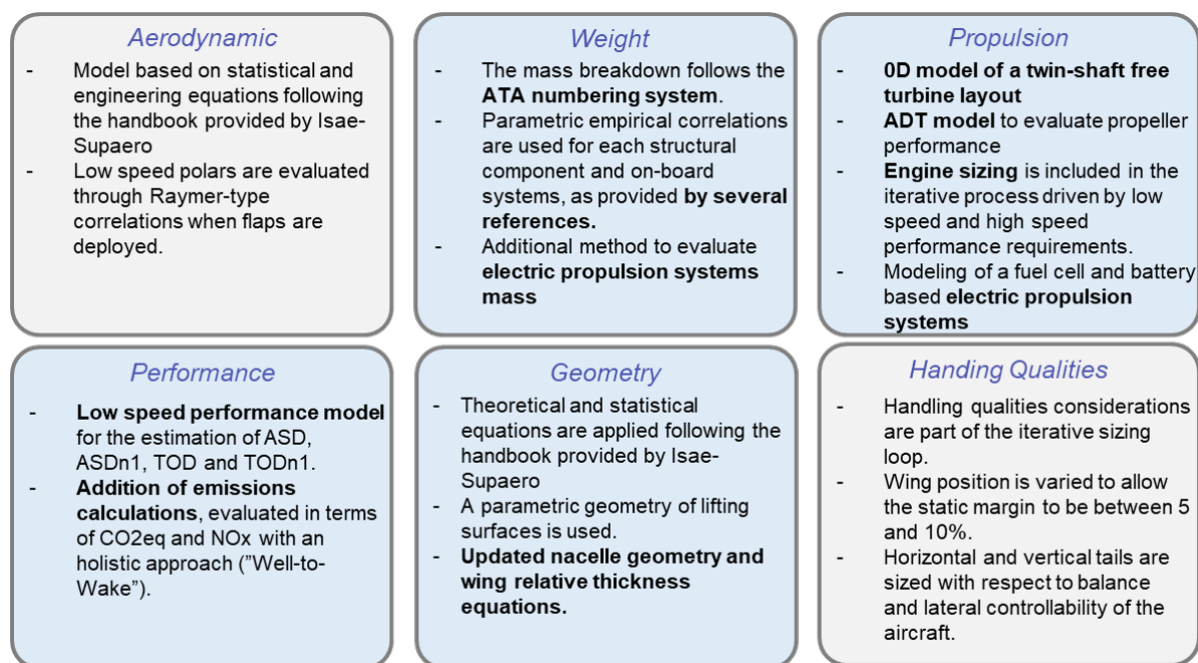 Aerodynamic
- Model based on statistical and
engineering equations following
the handbook provided by Isae-
Supaero
- Low speed polars are evaluated
through Raymer-type
correlations when flaps are
deployed.
Weight
- The mass breakdown follows the
ATA numbering system.
- Parametric empirical correlations
are used for each structural
component and on-board
systems, as provided by several
references.
- Additional method to evaluate
electric propulsion systems
mass
Propulsion
- 0D model of a twin-shaft free
turbine layout
- ADT model to evaluate propeller
performance
- Engine sizing is included in the
iterative process driven by low
speed and high speed
performance requirements.
- Modeling of a fuel cell and battery
based electric propulsion
systems
Performance
- Low speed performance model
for the estimation of ASD,
ASDn1, TOD and TODn1.
- Addition of emissions
calculations, evaluated in terms
of CO2eq and NOx with an
holistic approach ("Well-to-
Wake").
Geometry
- Theoretical and statistical
equations are applied following the
handbook provided by Isae-
Supaero
- A parametric geometry of lifting
surfaces is used.
- Updated nacelle geometry and
wing relative thickness
equations.
Handing Qualities
- Handling qualities considerations
are part of the iterative sizing
loop.
- Wing position is varied to allow
the static margin to be between 5
and 10%.
- Horizontal and vertical tails are
sized with respect to balance
and lateral controllability of the
aircraft.